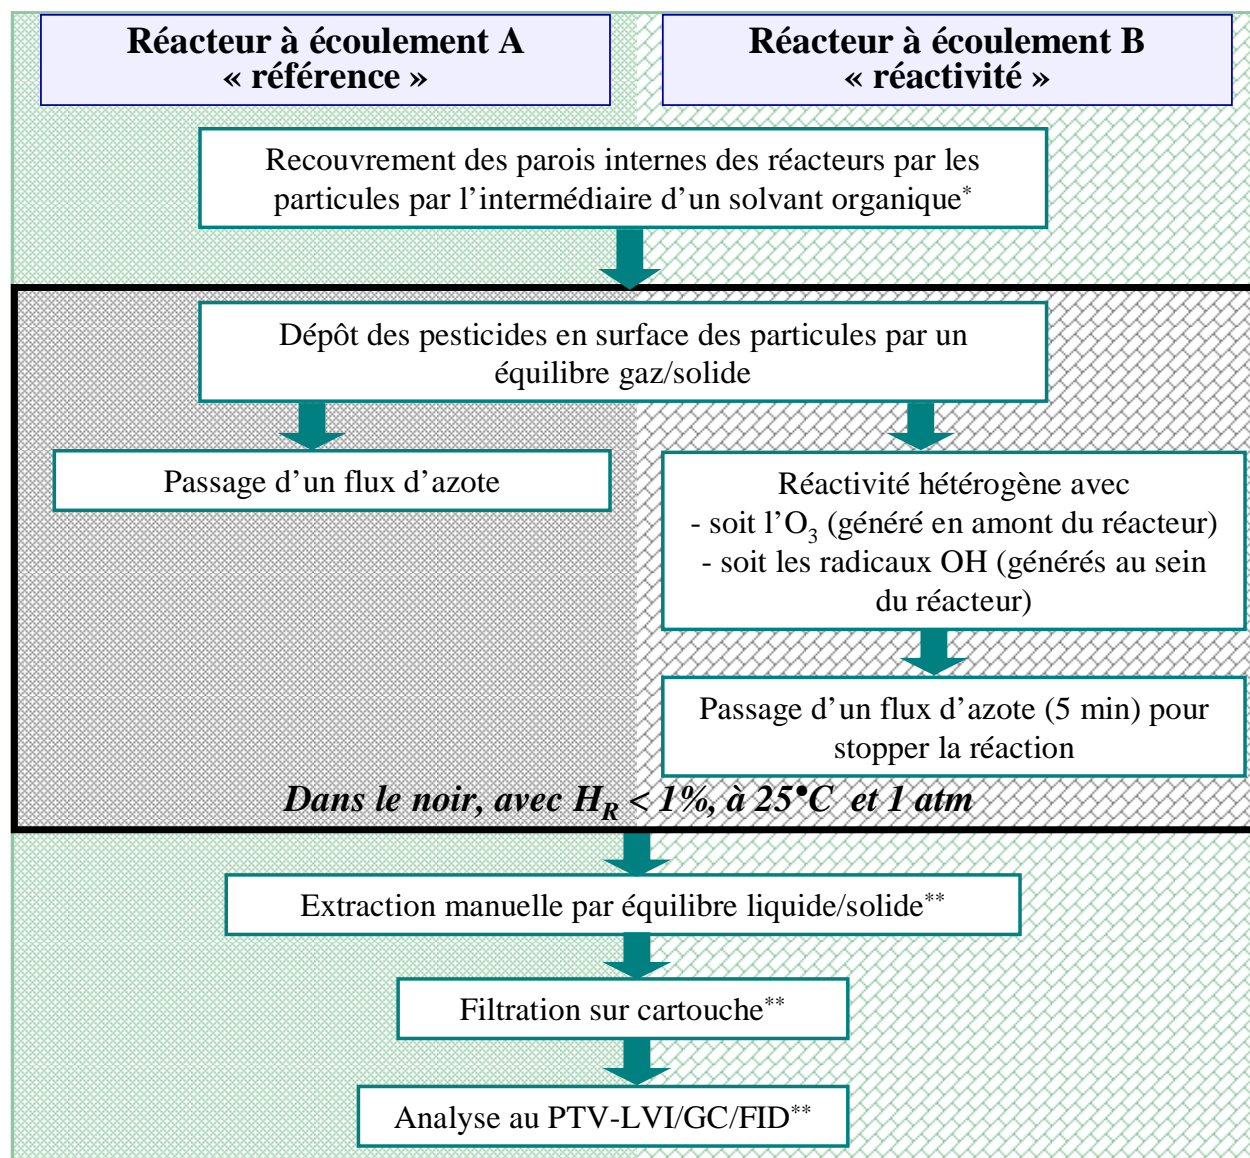 Réacteur à écoulement A
« référence »
Réacteur à écoulement B
« réactivité »
Recouvrement des parois internes des réacteurs par les
particules par l’intermédiaire d’un solvant organique*
Dépôt des pesticides en surface des particules par un
équilibre gaz/solide
Passage d’un flux d’azote
Réactivité hétérogène avec
- soit l’O₃ (généré en amont du réacteur)
- soit les radicaux OH (générés au sein
du réacteur)
Passage d’un flux d’azote (5 min) pour
stopper la réaction
Dans le noir, avec H_R < 1%, à 25•C et 1 atm
Extraction manuelle par équilibre liquide/solide**
Filtration sur cartouche**
Analyse au PTV-LVI/GC/FID**